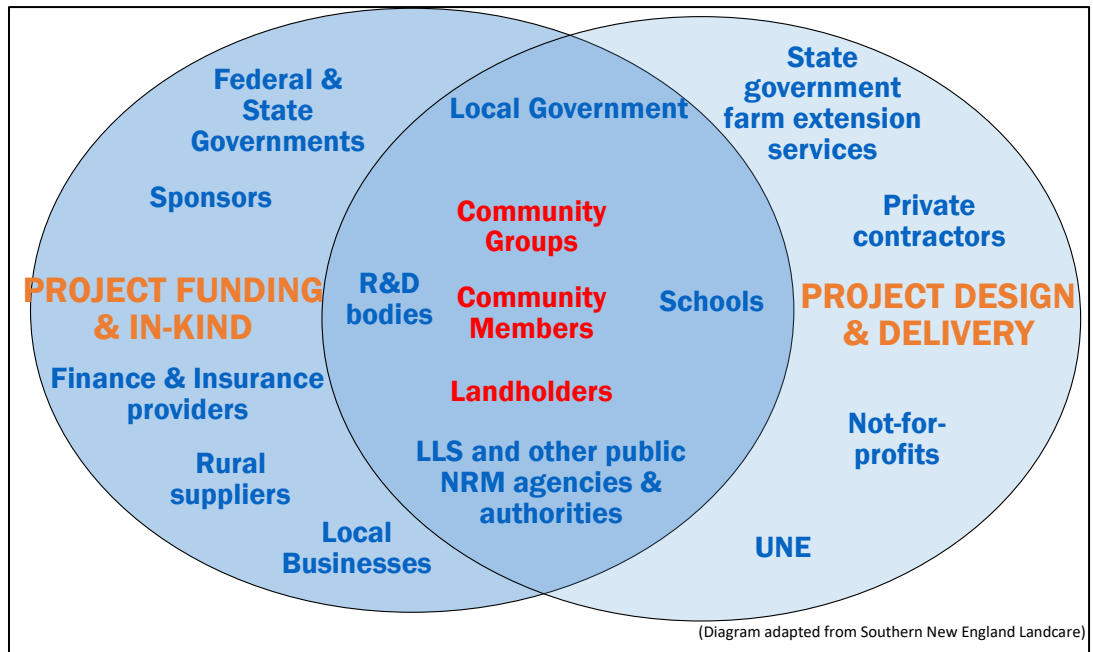 Federal &
State
Governments
Local Government
State
government
farm extension
services
Sponsors
Community
Groups
Private
contractors
PROJECT FUNDING
& IN-KIND
R&D
bodies
Community
Members
Schools
PROJECT DESIGN
& DELIVERY
Finance & Insurance
providers
Landholders
Not-for-
profits
Rural
suppliers
LLS and other public
NRM agencies &
authorities
Local
Businesses
UNE
(Diagram adapted from Southern New England Landcare)